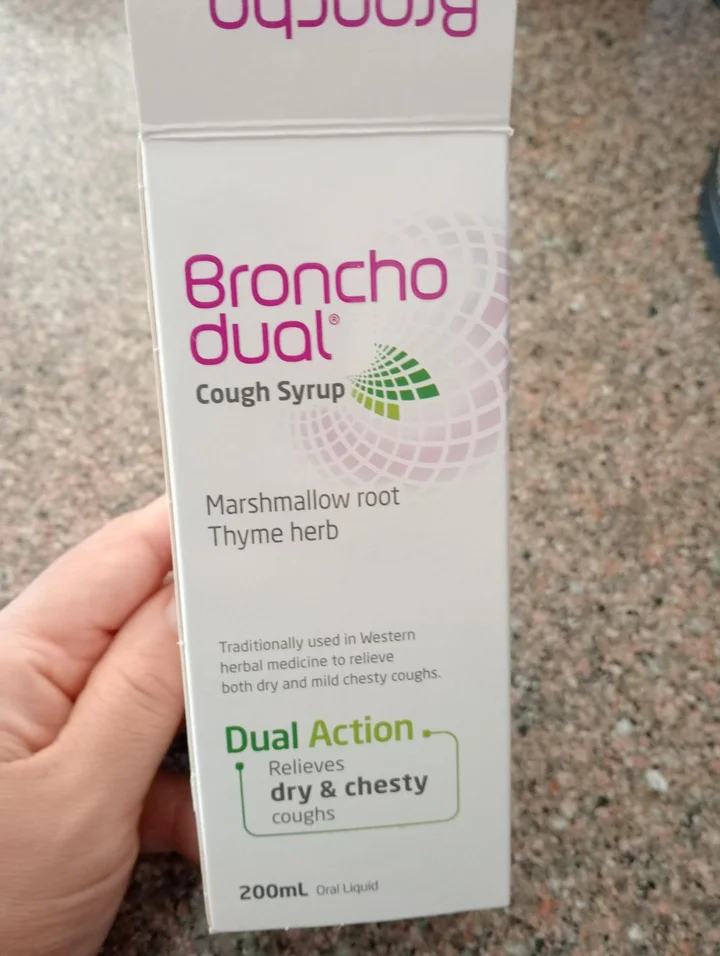 Broncho
Broncho
dual®
Cough Syrup
Marshmallow root
Thyme herb
Traditionally used in Western
herbal medicine to relieve
both dry and mild chesty coughs.
Dual Action
Relieves
dry & chesty
coughs
200mL Oral Liquid